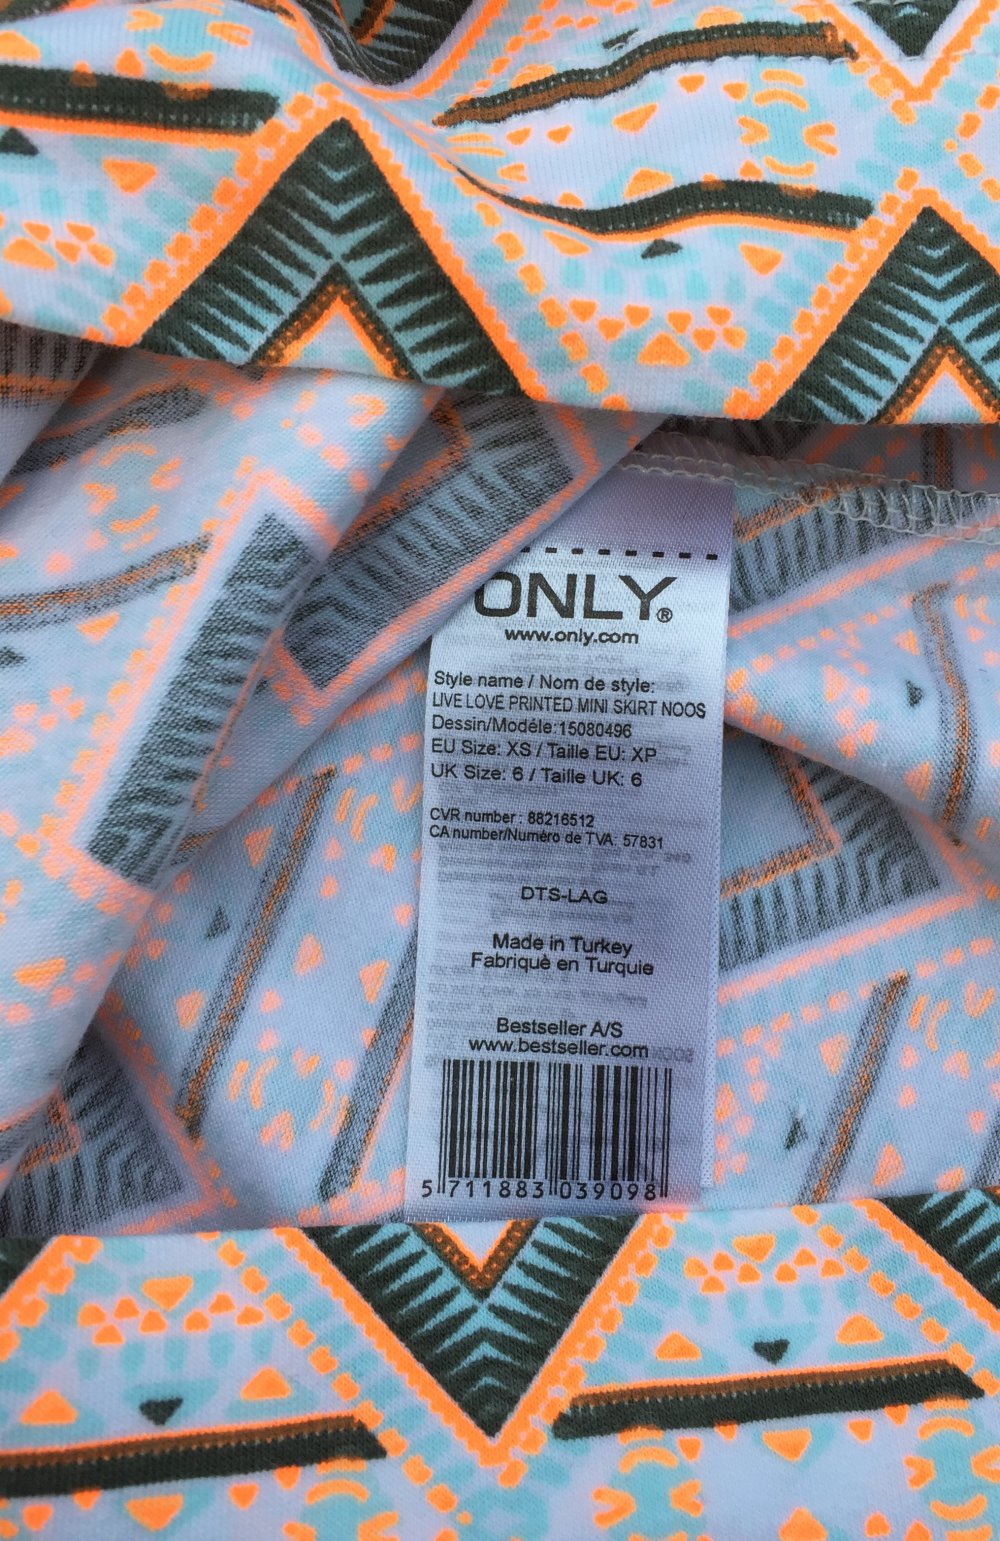 ONLY®
www.only.com
Style name / Nom de style:
LIVE LOVE PRINTED MINI SKIRT NOOS
Dessin/Modéle:15080496
EU Size: XS / Taille EU: XP
UK Size: 6 / Taille UK: 6
CVR number : 88216512
CA number/Numéro de TVA: 57831
DTS-LAG
Made in Turkey
Fabriquè en Turquie
Bestseller A/S
www.bestseller.com
5 711883 039098